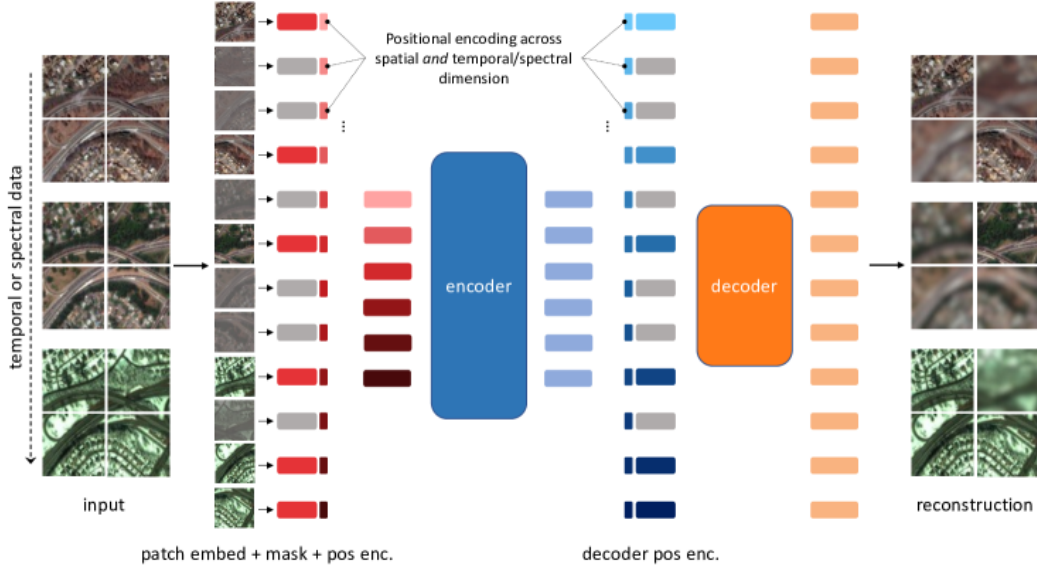 Positional encoding across
spatial and temporal/spectral
dimension
...
...
temporal or spectral data
encoder
decoder
input
reconstruction
patch embed + mask + pos enc.
decoder pos enc.